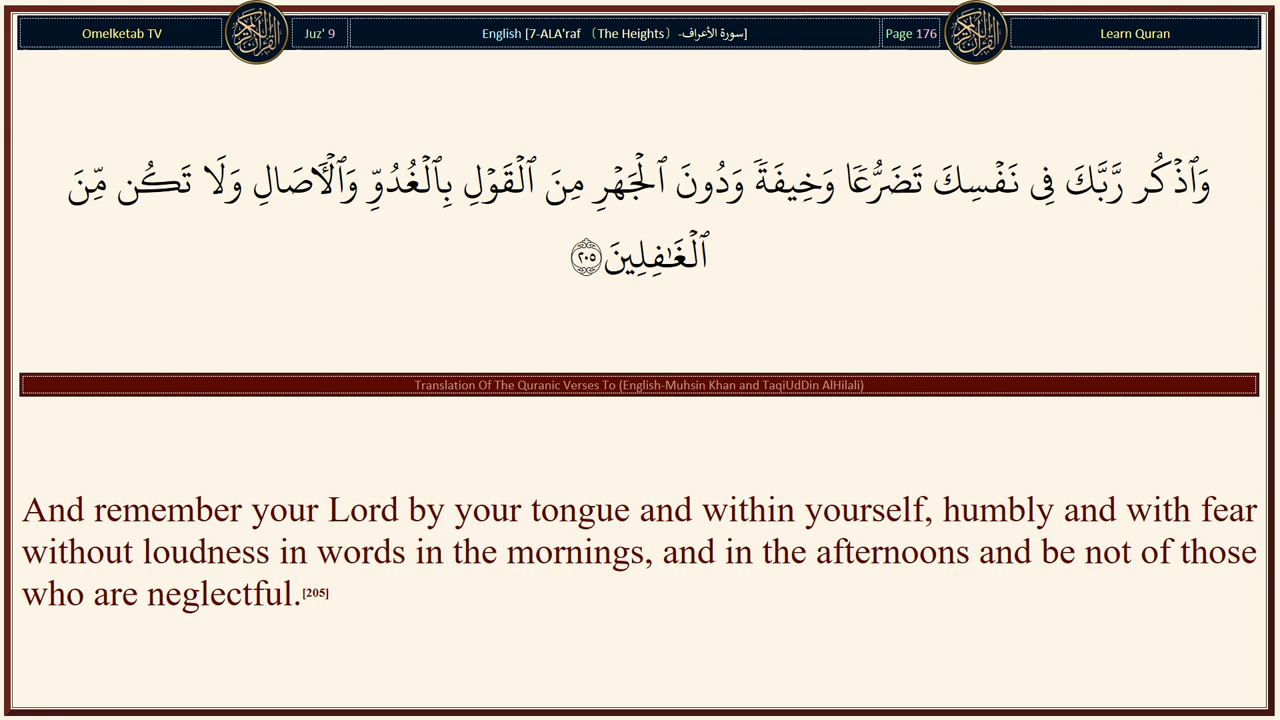 Omelketab TV
Juz' 9
English [7-ALA'raf （The Heights）-سورة الأعراف]
Page 176
Learn Quran
وَٱذۡكُر رَّبَّكَ فِي نَفۡسِكَ تَضَرُّعٗا وَخِيفَةٗ وَدُونَ ٱلۡجَهۡرِ مِنَ ٱلۡقَوۡلِ بِٱلۡغُدُوِّ وَٱلۡأٓصَالِ وَلَا تَكُن مِّنَ
ٱلۡغَٰفِلِينَ ٢٠٥
Translation Of The Quranic Verses To (English-Muhsin Khan and TaqiUdDin AlHilali)
And remember your Lord by your tongue and within yourself, humbly and with fear
without loudness in words in the mornings, and in the afternoons and be not of those
who are neglectful.[205]